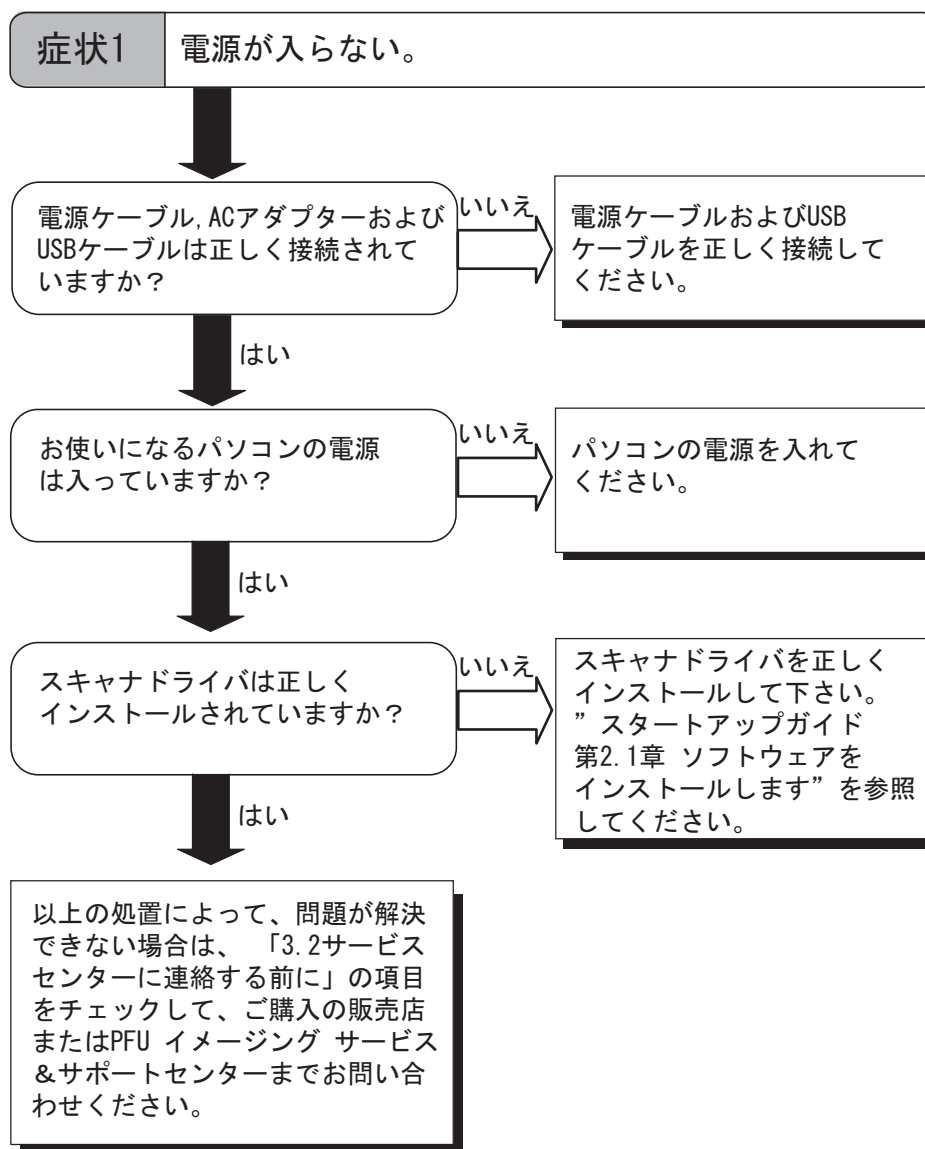 症状1 電源が入らない。
電源ケーブル,ACアダプターおよび
USBケーブルは正しく接続されて
いますか？
いいえ
電源ケーブルおよびUSB
ケーブルを正しく接続して
ください。
はい
お使いになるパソコンの電源
は入っていますか？
いいえ
パソコンの電源を入れて
ください。
はい
スキャナドライバは正しく
インストールされていますか？
いいえ
スキャナドライバを正しく
インストールして下さい。
”スタートアップガイド
第2.1章 ソフトウェアを
インストールします”を参照
してください。
はい
以上の処置によって、問題が解決
できない場合は、 「3.2サービス
センターに連絡する前に」の項目
をチェックして、ご購入の販売店
またはPFU イメージング サービス
＆サポートセンターまでお問い合
わせください。